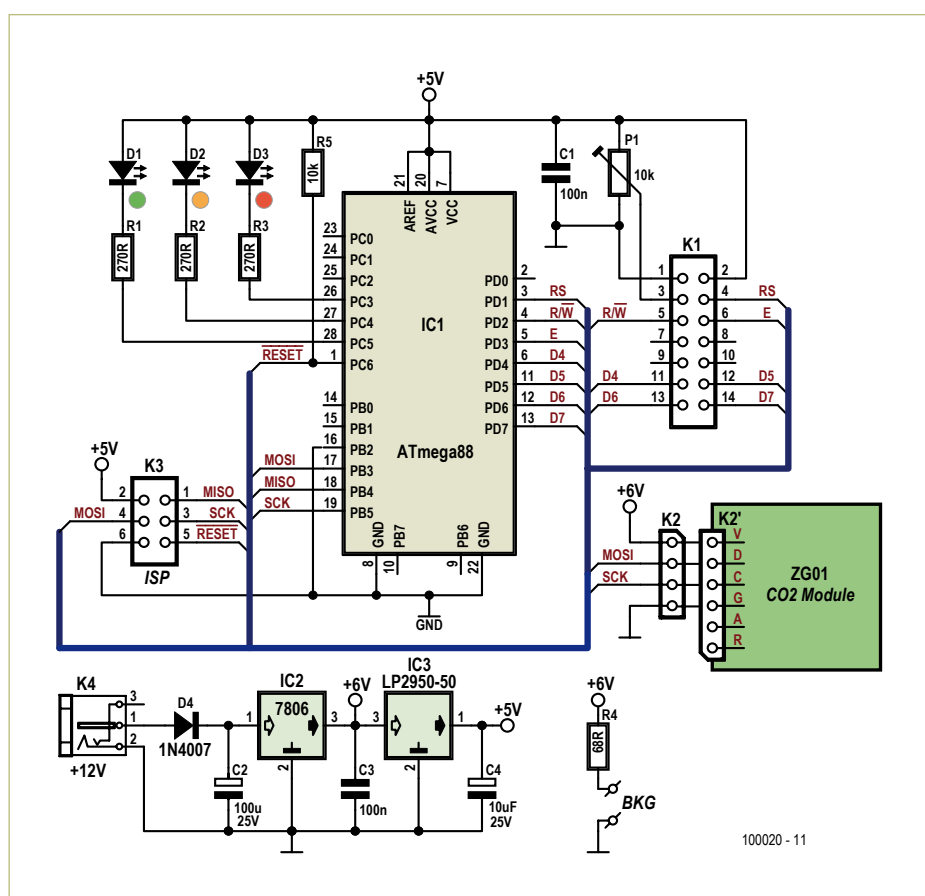 +5V
D1
D2
D3
R5
10k
C1
100n
P1
10k
R1
270R
R2
270R
R3
270R
21
20
7
AREF
AVCC
VCC
K1
23
PC0
24
PC1
25
PC2
26
PC3
27
PC4
28
PC5
RESET
1
PC6
14
PB0
15
PB1
16
PB2
MOSI
17
PB3
MISO
18
PB4
SCK
19
PB5
IC1
ATmega88
PD0
2
PD1
3
RS
PD2
4
R/W
PD3
5
E
PD4
6
D4
PD5
11
D5
PD6
12
D6
PD7
13
D7
GND
PB7
PB6
GND
8
10
9
22
GND
1
2
3
4
RS
R/W
5
6
E
7
8
9
10
D4
11
12
D5
D6
13
14
D7
+5V
K3
2
1
MISO
MOSI
4
3
SCK
6
5
RESET
ISP
+6V
K2
K2'
MOSI
SCK
V
D
C
G
A
R
ZG01
CO2 Module
K4
3
1
2
+12V
D4
1N4007
C2
100u
25V
IC2
7806
1
3
2
+6V
C3
100n
IC3
LP2950-50
3
1
2
+5V
C4
10uF
25V
+6V
R4
68R
BKG
100020 - 11